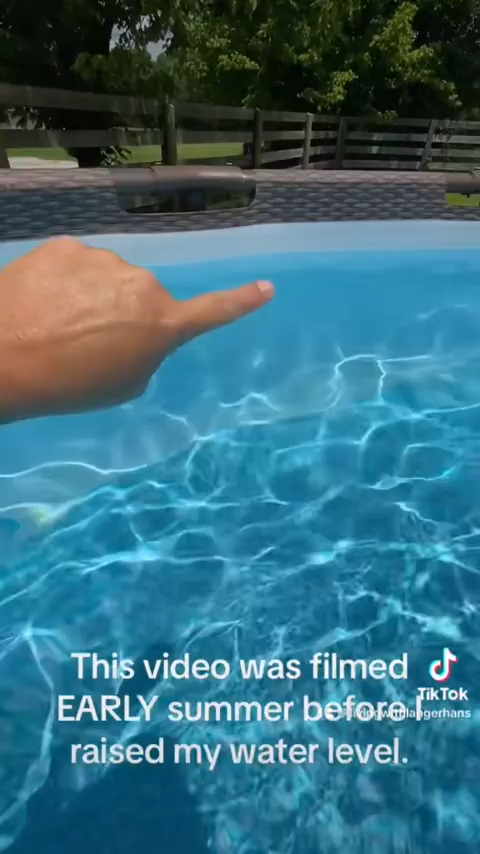 This video was filmed
EARLY summer before I
raised my water level.
TikTok